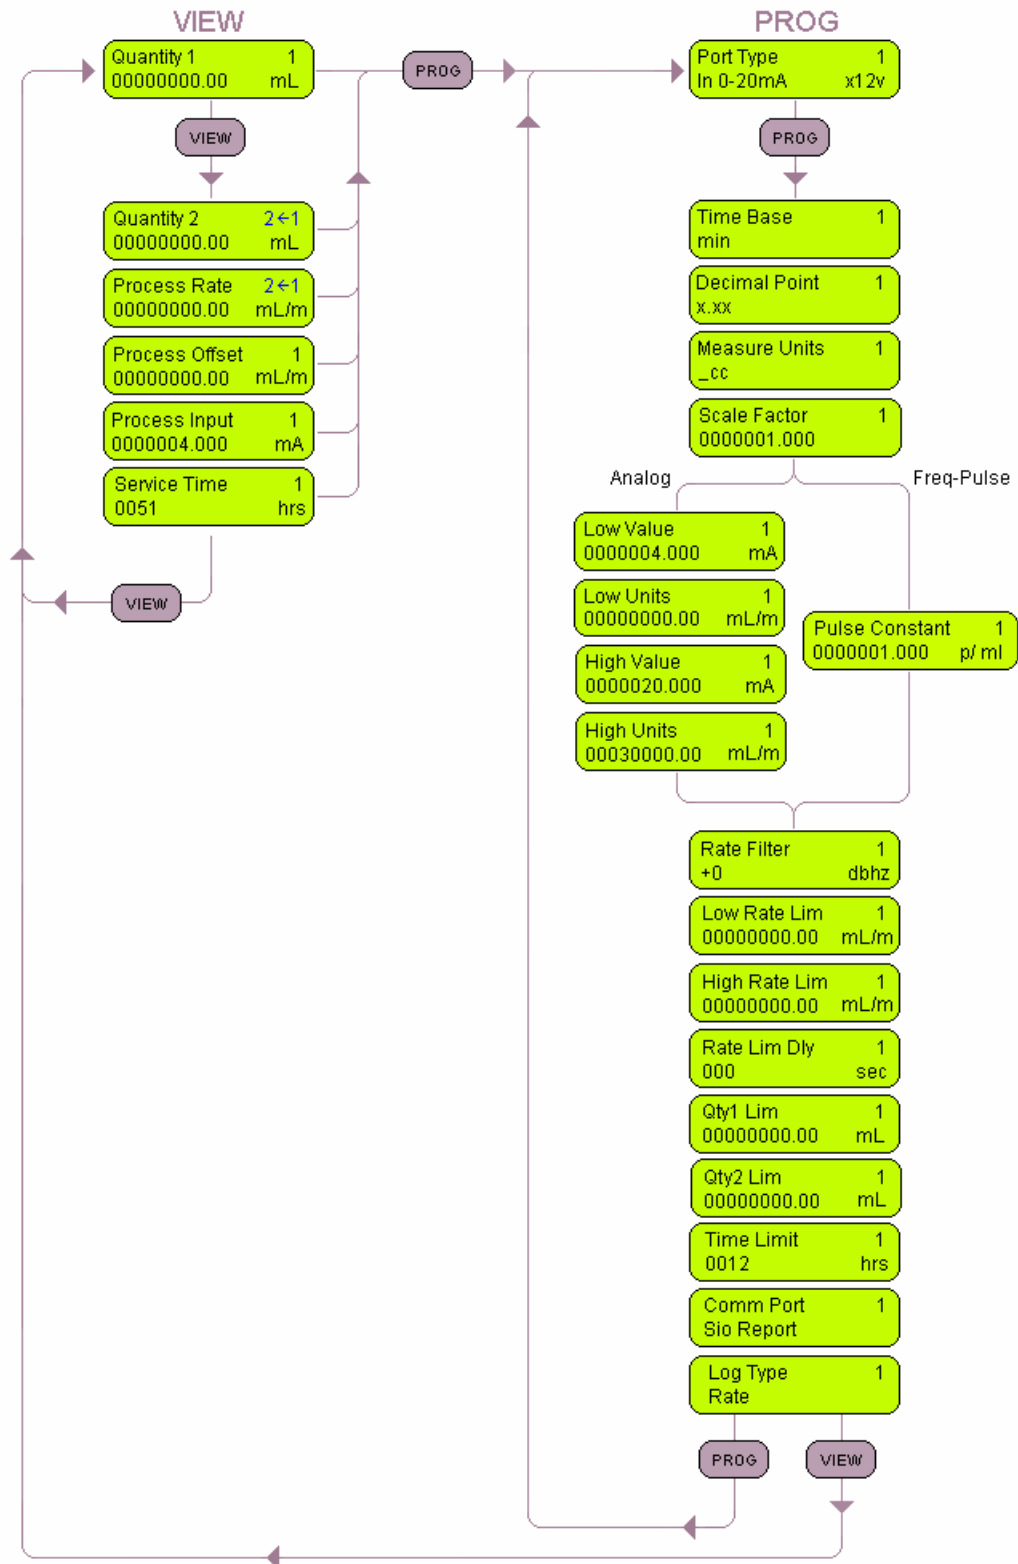 VIEW
Quantity 1 1
00000000.00 mL
VIEW
Quantity 2 2←1
00000000.00 mL
Process Rate 2←1
00000000.00 mL/m
Process Offset 1
00000000.00 mL/m
Process Input 1
0000004.000 mA
Service Time 1
0051 hrs
VIEW
PROG
PROG
Port Type 1
In 0-20mA x12v
PROG
Time Base 1
min
Decimal Point 1
x.xx
Measure Units 1
_cc
Scale Factor 1
0000001.000
Analog
Freq-Pulse
Low Value 1
0000004.000 mA
Low Units 1
00000000.00 mL/m
High Value 1
0000020.000 mA
High Units 1
00030000.00 mL/m
Pulse Constant 1
0000001.000 p/ ml
Rate Filter 1
+0 dbhz
Low Rate Lim 1
00000000.00 mL/m
High Rate Lim 1
00000000.00 mL/m
Rate Lim Dly 1
000 sec
Qty1 Lim 1
00000000.00 mL
Qty2 Lim 1
00000000.00 mL
Time Limit 1
0012 hrs
Comm Port 1
Sio Report
Log Type 1
Rate
PROG
VIEW